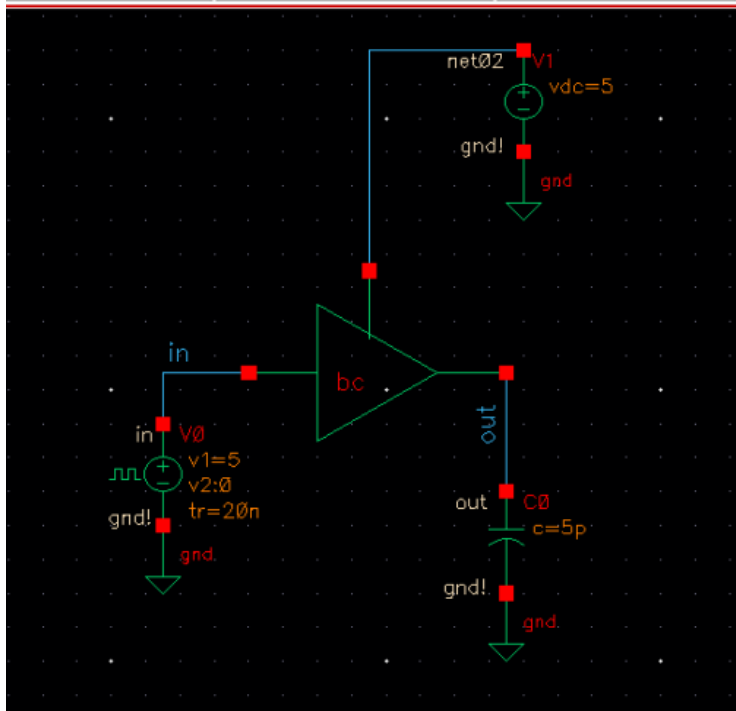 net02 V1
vdc=5
gnd!
gnd
in
bc
in V0
v1=5
v2:0
tr=20n
gnd!
gnd
out
out C0
c=5p
gnd!
gnd